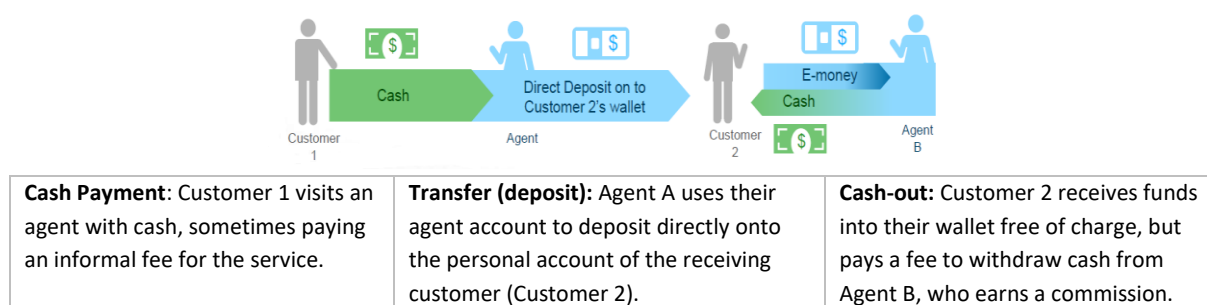 $
$
$
Cash
Direct Deposit on to
Customer 2's wallet
E-money
Cash
$
Customer
1
Agent
Customer
2
Agent
B
Cash Payment: Customer 1 visits an
agent with cash, sometimes paying
an informal fee for the service.
Transfer (deposit): Agent A uses their
agent account to deposit directly onto
the personal account of the receiving
customer (Customer 2).
Cash-out: Customer 2 receives funds
into their wallet free of charge, but
pays a fee to withdraw cash from
Agent B, who earns a commission.